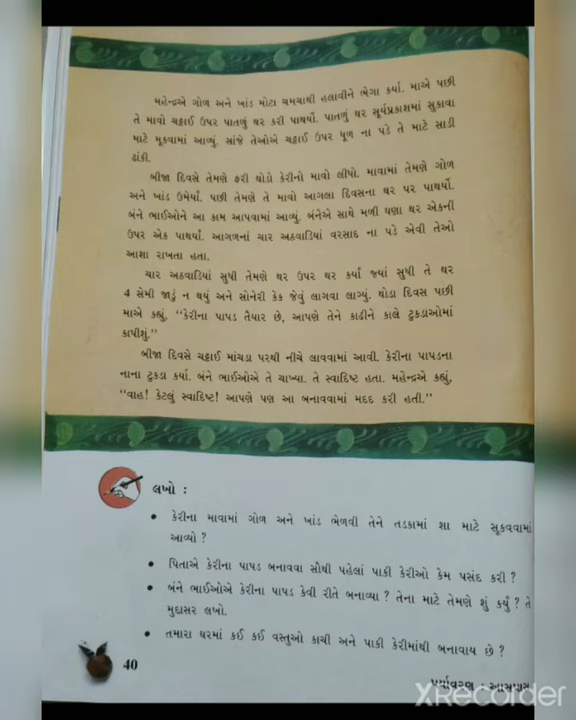 મહેન્દ્રએ ગોળ અને ખાંડ મોટા ચમચાથી હલાવીને ભેગા કર્યાં. માએ પછી
તે માવો ચટ્ટાઈ ઉપર પાતળું થર કરી પાથર્યો. પાતળું થર સૂર્યપ્રકાશમાં સુકાવા
માટે મૂકવામાં આવ્યું. સાંજે તેઓએ ચટ્ટાઈ ઉપર ધૂળ ના પડે તે માટે સાડી
ઢાંકી.
બીજા દિવસે તેમણે ફરી થોડો કેરીનો માવો લીધો. માવામાં તેમણે ગોળ
અને ખાંડ ઉમેર્યાં. પછી તેમણે તે માવો આગલા દિવસના થર પર પાથર્યો.
બંને ભાઈઓને આ કામ આપવામાં આવ્યું. બંનેએ સાથે મળી ઘણા થર એકની
ઉપર એક પાથર્યા. આગળનાં ચાર અઠવાડિયાં વરસાદ ના પડે એવી તેઓ
આશા રાખતા હતા.
ચાર અઠવાડિયાં સુધી તેમણે થર ઉપર થર કર્યાં જ્યાં સુધી તે થર
4 સેમી જાડું ન થયું અને સોનેરી કેક જેવું લાગવા લાગ્યું. થોડા દિવસ પછી
માએ કહ્યું, “કેરીના પાપડ તૈયાર છે, આપણે તેને કાઢીને કાલે ટુકડાઓમાં
કાપીશું.”
બીજા દિવસે ચટ્ટાઈ માંચડા પરથી નીચે લાવવામાં આવી. કેરીના પાપડના
નાના ટુકડા કર્યા. બંને ભાઈઓએ તે ચાખ્યા. તે સ્વાદિષ્ટ હતા. મહેન્દ્રએ કહ્યું,
“વાહ! કેટલું સ્વાદિષ્ટ! આપણે પણ આ બનાવવામાં મદદ કરી હતી.”
લખો :
• કેરીના માવામાં ગોળ અને ખાંડ ભેળવી તેને તડકામાં શા માટે સૂકવવામાં
આવ્યો ?
• પિતાએ કેરીના પાપડ બનાવવા સૌથી પહેલાં પાકી કેરીઓ કેમ પસંદ કરી ?
• બંને ભાઈઓએ કેરીના પાપડ કેવી રીતે બનાવ્યા ? તેના માટે તેમણે શું કર્યું ? તે
મુદ્દાસર લખો.
• તમારા ઘરમાં કઈ કઈ વસ્તુઓ કાચી અને પાકી કેરીમાંથી બનાવાય છે ?
40
પર્યાવરણ : આસપાસ
XRecorder